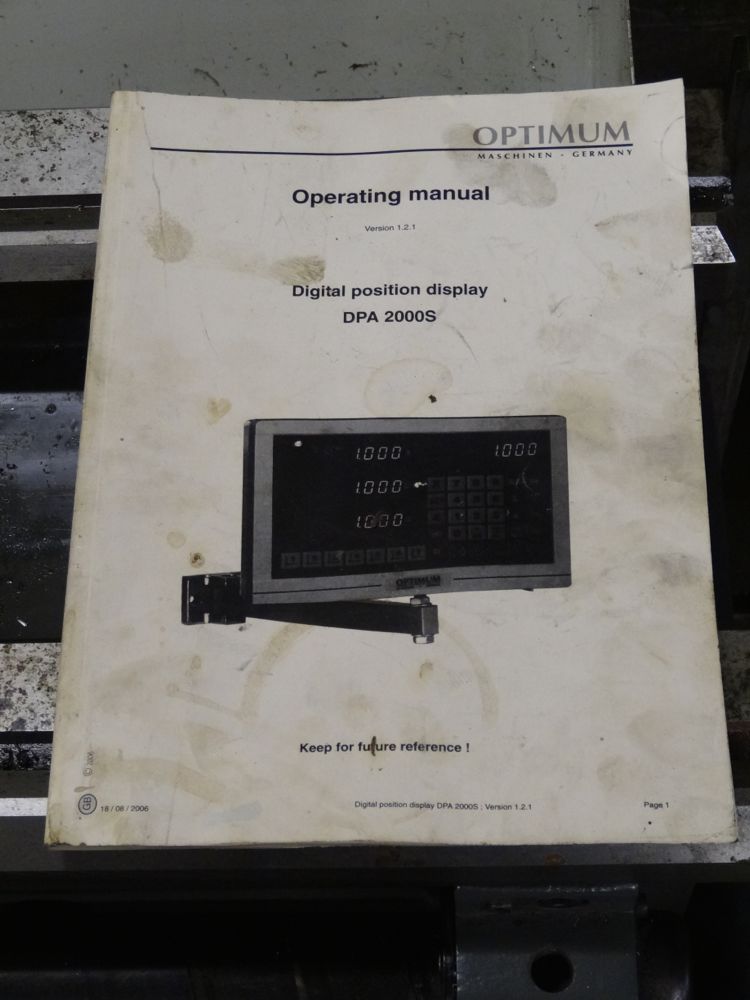 OPTIMUM
MASCHINEN - GERMANY
Operating manual
Version 1.2.1
Digital position display
DPA 2000S
1.000 1.000
1.000
1.000
OPTIMUM
Keep for future reference !
© 2006
GB 18 / 08 / 2006 Digital position display DPA 2000S ; Version 1.2.1 Page 1